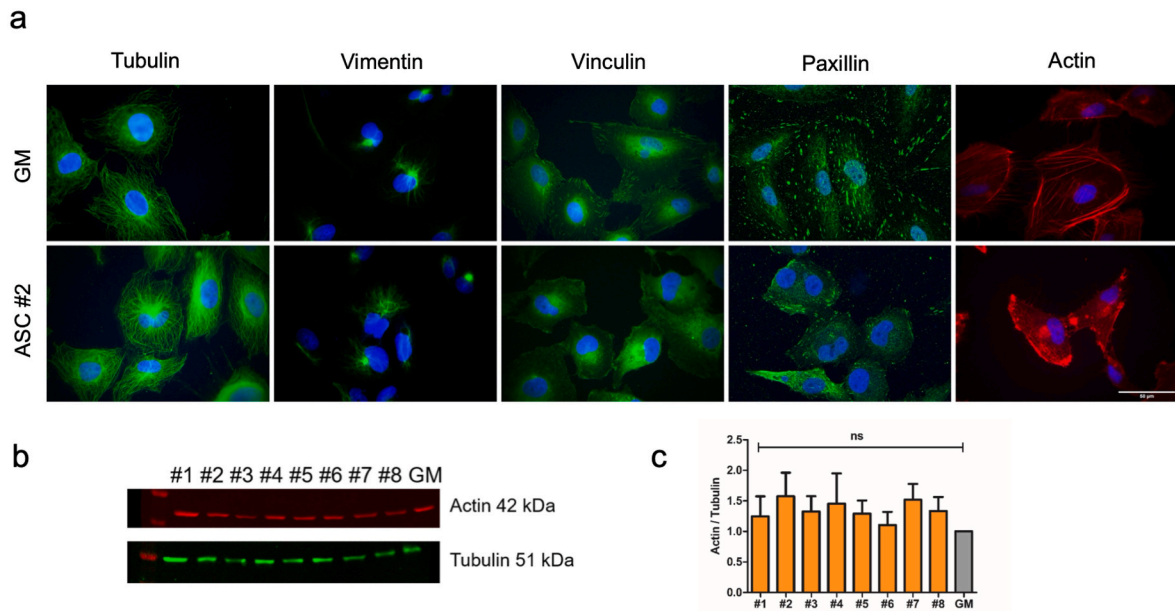 a
Tubulin Vimentin Vinculin Paxillin Actin
GM
ASC #2
50 µm
b
#1 #2 #3 #4 #5 #6 #7 #8 GM
Actin 42 kDa
Tubulin 51 kDa
c
ns
Actin / Tubulin
2.5
2.0
1.5
1.0
0.5
0.0
#1 #2 #3 #4 #5 #6 #7 #8 GM